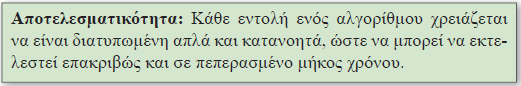 Αποτελεσματικότητα: Κάθε εντολή ενός αλγορίθμου χρειάζεται
να είναι διατυπωμένη απλά και κατανοητά, ώστε να μπορεί να εκτε-
λεστεί επακριβώς και σε πεπερασμένο μήκος χρόνου.